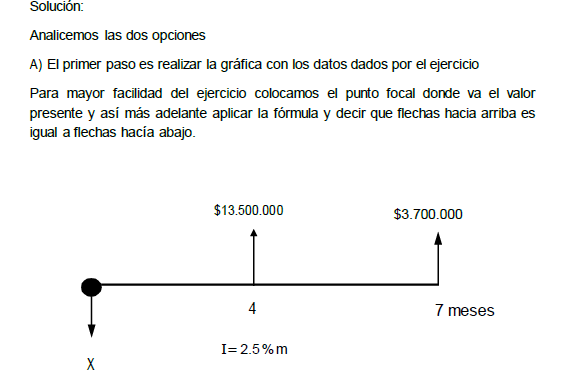 Solución:
Analicemos las dos opciones
A) El primer paso es realizar la gráfica con los datos dados por el ejercicio
Para mayor facilidad del ejercicio colocamos el punto focal donde va el valor
presente y así más adelante aplicar la fórmula y decir que flechas hacia arriba es
igual a flechas hacía abajo.
$13.500.000
$3.700.000
4
7 meses
I= 2.5%m
X